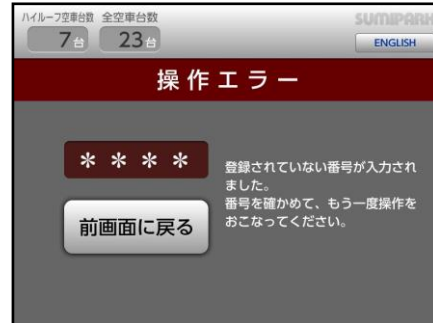 ハイルーフ空車台数 全空車台数
7台 23台
SUMIPARK
ENGLISH
操作エラー
＊＊＊＊
登録されていない番号が入力され
ました。
番号を確かめて、もう一度操作を
おこなってください。
前画面に戻る